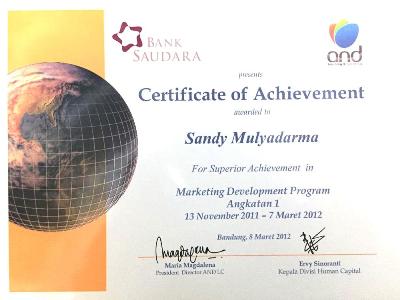 BANK
SAUDARA
and
presents
Certificate of Achievement
awarded to
Sandy Mulyadarma
For Superior Achievement in
Marketing Development Program
Angkatan 1
13 November 2011 – 7 Maret 2012
Bandung, 8 Maret 2012
Maria Magdalena
President Director AND LC
Ervy Sinoranti
Kepala Divisi Human Capital